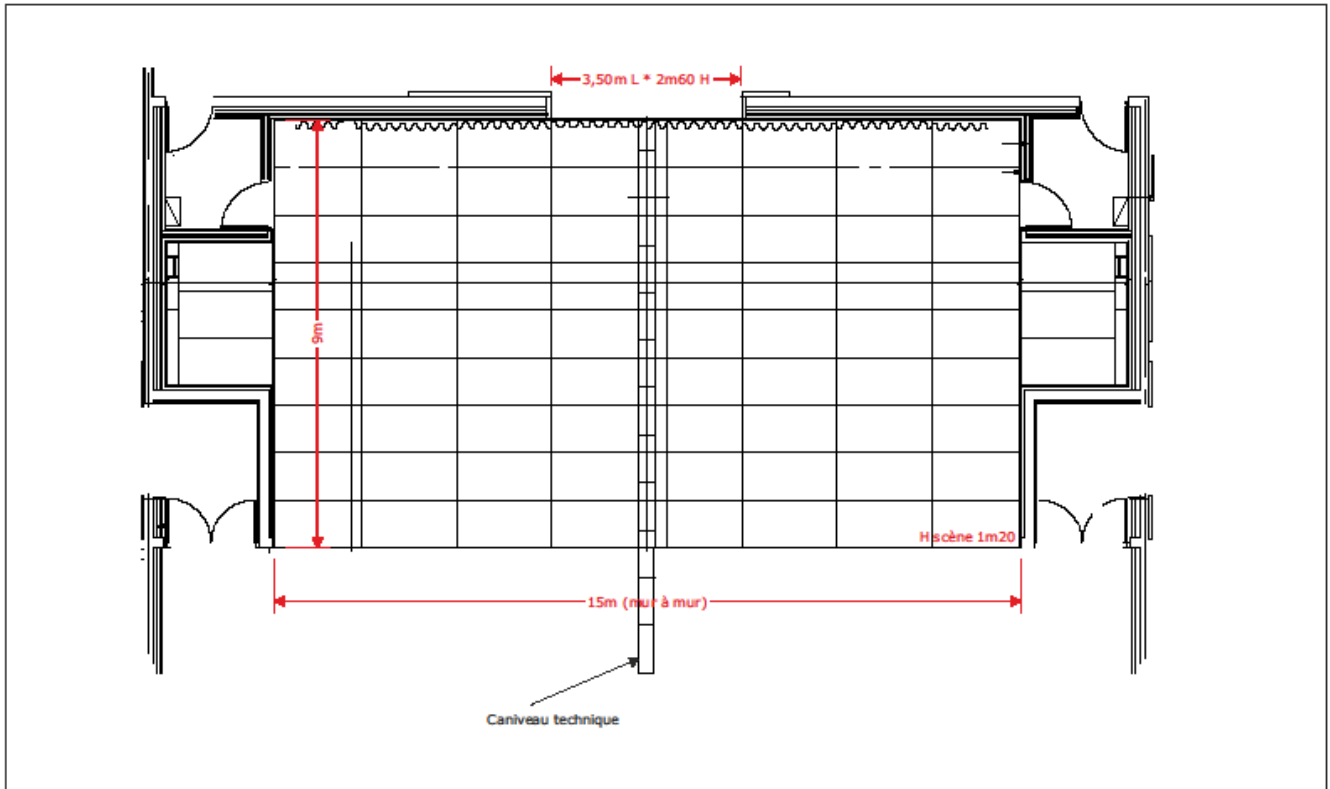 3,50m L * 2m60 H
9m
H scène 1m20
15m (mur à mur)
Caniveau technique